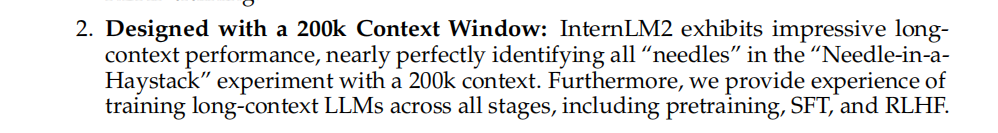 2. Designed with a 200k Context Window: InternLM2 exhibits impressive long-
context performance, nearly perfectly identifying all “needles” in the “Needle-in-a-
Haystack” experiment with a 200k context. Furthermore, we provide experience of
training long-context LLMs across all stages, including pretraining, SFT, and RLHF.